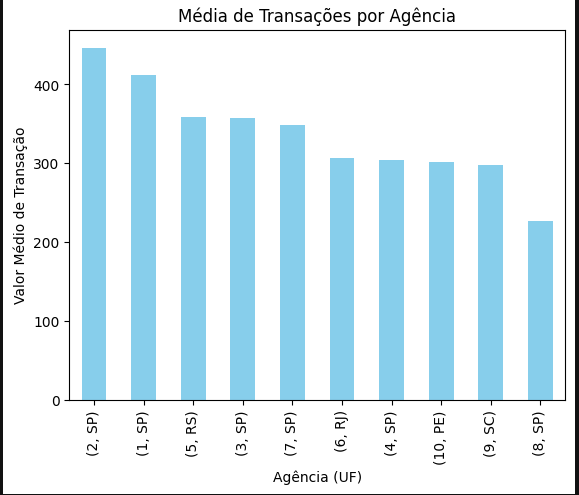 Média de Transações por Agência
Valor Médio de Transação
400
300
200
100
0
(2, SP)
(1, SP)
(5, RS)
(3, SP)
(7, SP)
(6, RJ)
(4, SP)
(10, PE)
(9, SC)
(8, SP)
Agência (UF)